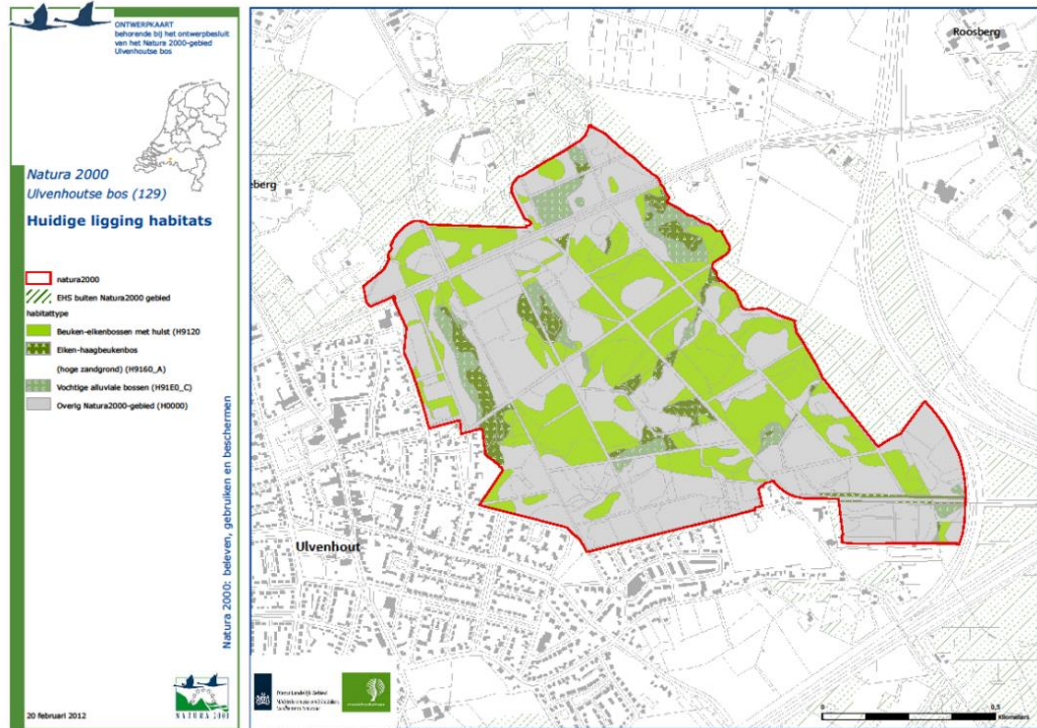 ONTWERPKAART
behorende bij het ontwerpbesluit
van het Natura 2000-gebied
Ulvenhoutse bos
Natura 2000
Ulvenhoutse bos (129)
Huidige ligging habitats
natura2000
EHS buiten Natura2000 gebied
habitattype
Beuken-eikenbossen met hulst (H9120
Eiken-haagbeukenbos
(hoge zandgrond) (H9160_A)
Vochtige alluviale bossen (H91E0_C)
Overig Natura2000-gebied (H0000)
Natura 2000: beleven, gebruiken en beschermen
NATURA 2000
20 februari 2012
Roosberg
eberg
Ulvenhout
0
0,5
Kilometers